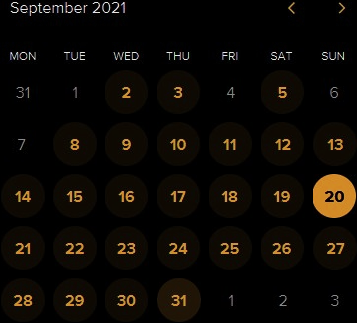 September 2021
MON TUE WED THU FRI SAT SUN
31 1 2 3 4 5 6
7 8 9 10 11 12 13
14 15 16 17 18 19 20
21 22 23 24 25 26 27
28 29 30 31 1 2 3